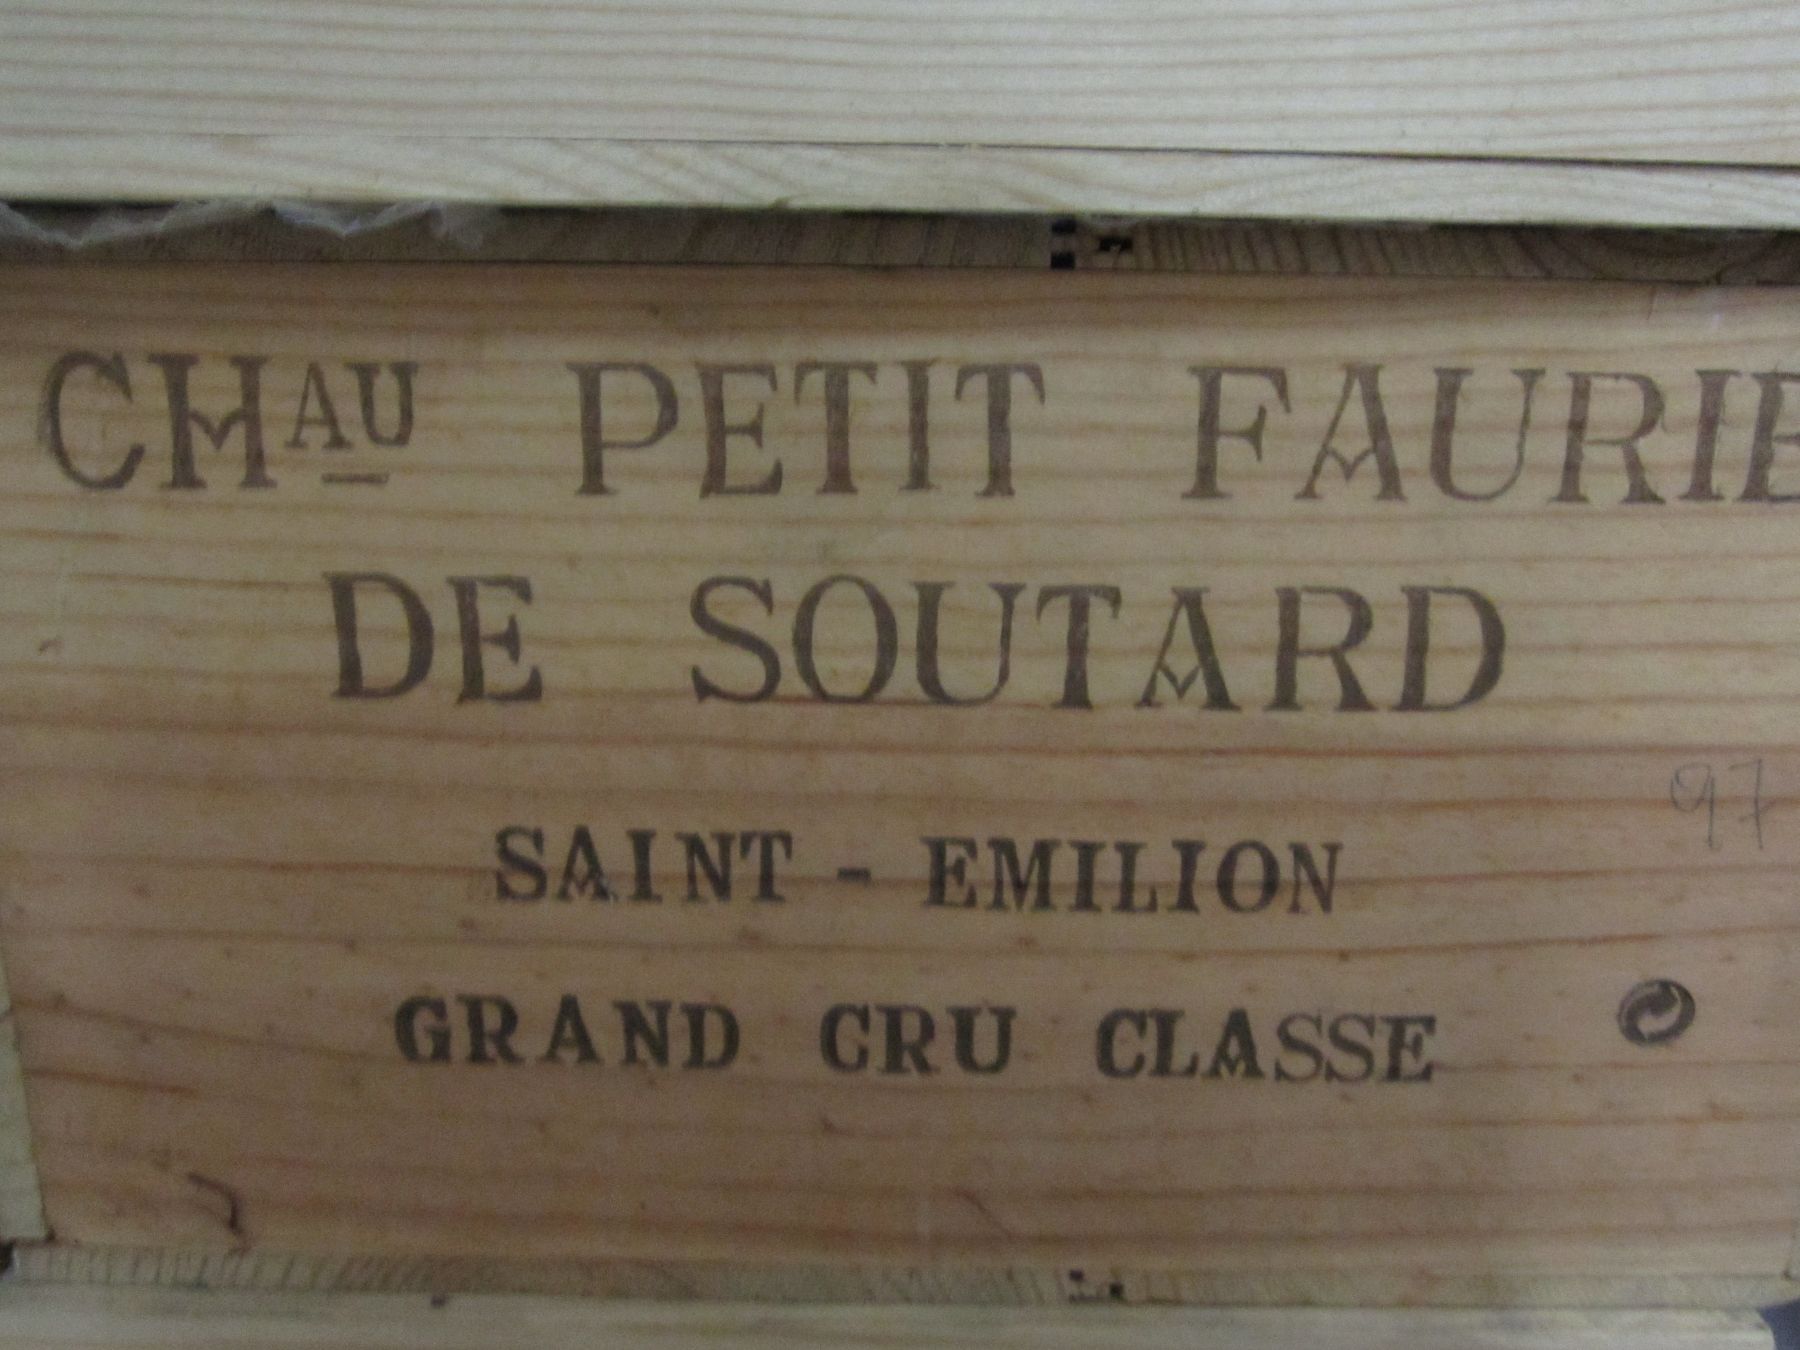 CHAU PETIT FAURIE
DE SOUTARD
97
SAINT - EMILION
GRAND CRU CLASSE